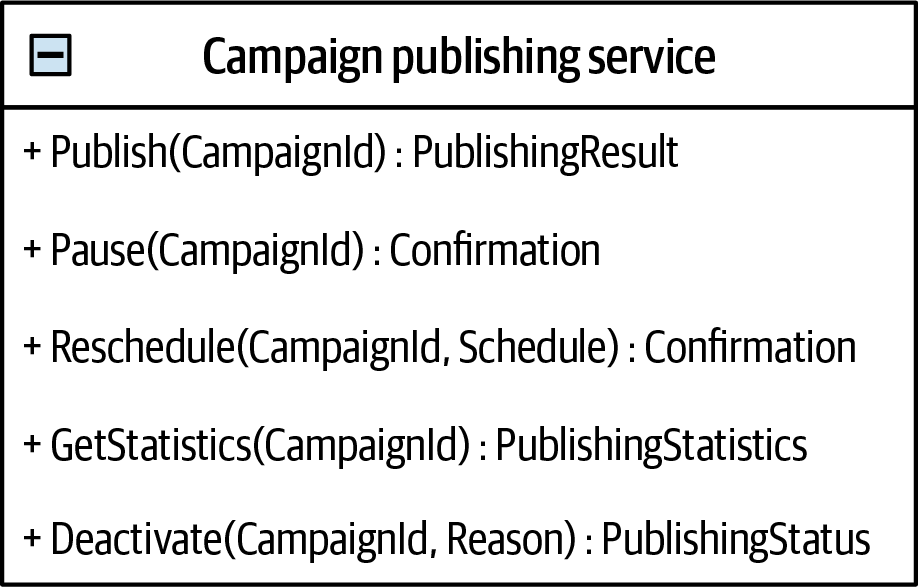 Campaign publishing service
+ Publish(CampaignId) : PublishingResult
+ Pause(CampaignId) : Confirmation
+ Reschedule(CampaignId, Schedule) : Confirmation
+ GetStatistics(CampaignId) : PublishingStatistics
+ Deactivate(CampaignId, Reason) : PublishingStatus